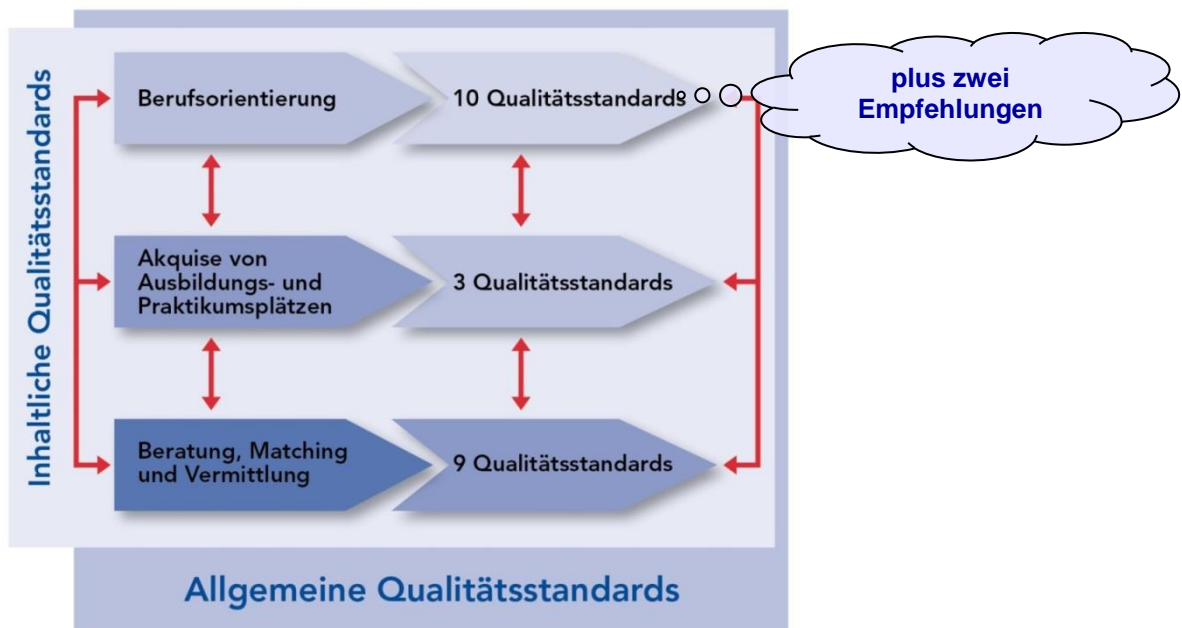 Inhaltliche Qualitätsstandards
Berufsorientierung
10 Qualitätsstandards
plus zwei
Empfehlungen
Akquise von
Ausbildungs- und
Praktikumsplätzen
3 Qualitätsstandards
Beratung, Matching
und Vermittlung
9 Qualitätsstandards
Allgemeine Qualitätsstandards